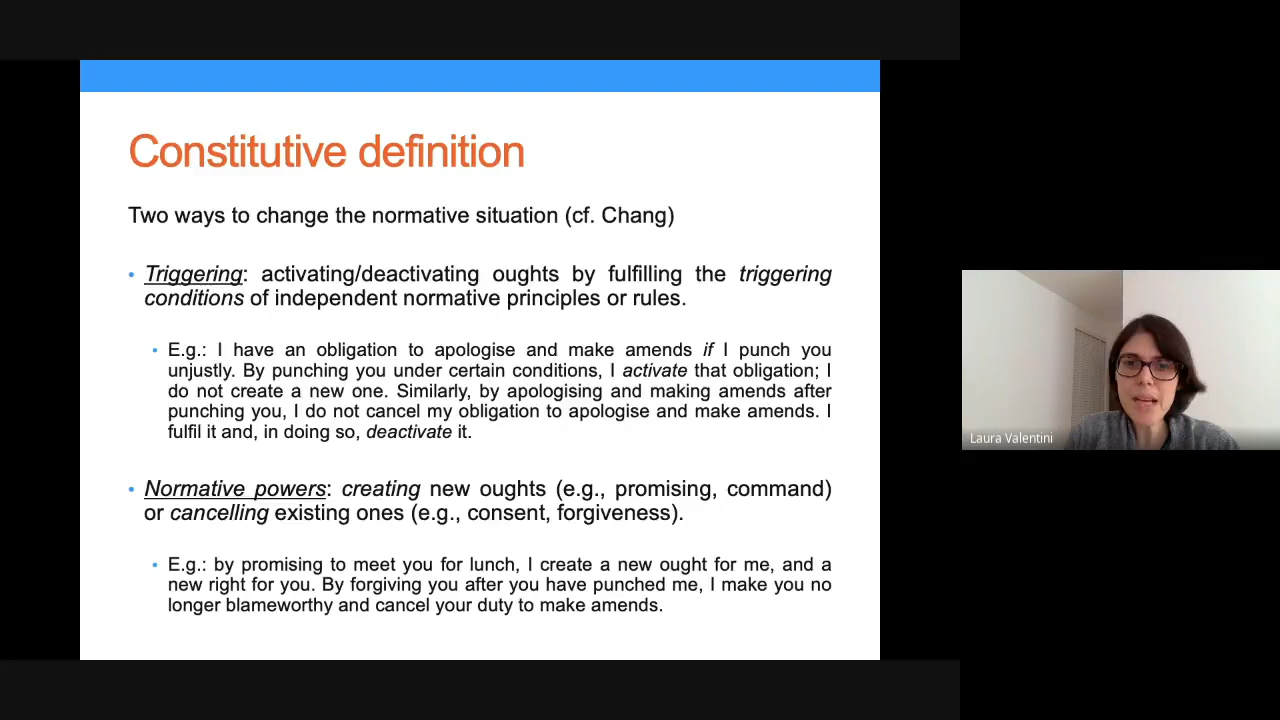 Constitutive definition
Two ways to change the normative situation (cf. Chang)
• Triggering: activating/deactivating oughts by fulfilling the triggering
conditions of independent normative principles or rules.
• E.g.: I have an obligation to apologise and make amends if I punch you
unjustly. By punching you under certain conditions, I activate that obligation; I
do not create a new one. Similarly, by apologising and making amends after
punching you, I do not cancel my obligation to apologise and make amends. I
fulfil it and, in doing so, deactivate it.
• Normative powers: creating new oughts (e.g., promising, command)
or cancelling existing ones (e.g., consent, forgiveness).
• E.g.: by promising to meet you for lunch, I create a new ought for me, and a
new right for you. By forgiving you after you have punched me, I make you no
longer blameworthy and cancel your duty to make amends.
Laura Valentini